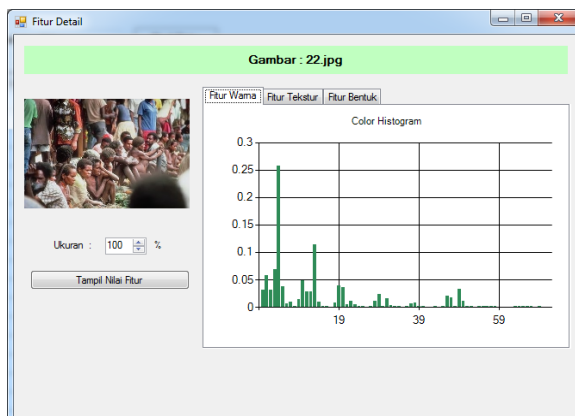 Fitur Detail
Gambar : 22.jpg
Fitur Warna
Fitur Tekstur
Fitur Bentuk
Color Histogram
0.3
0.25
0.2
0.15
0.1
0.05
0
19
39
59
Ukuran :
100
%
Tampil Nilai Fitur